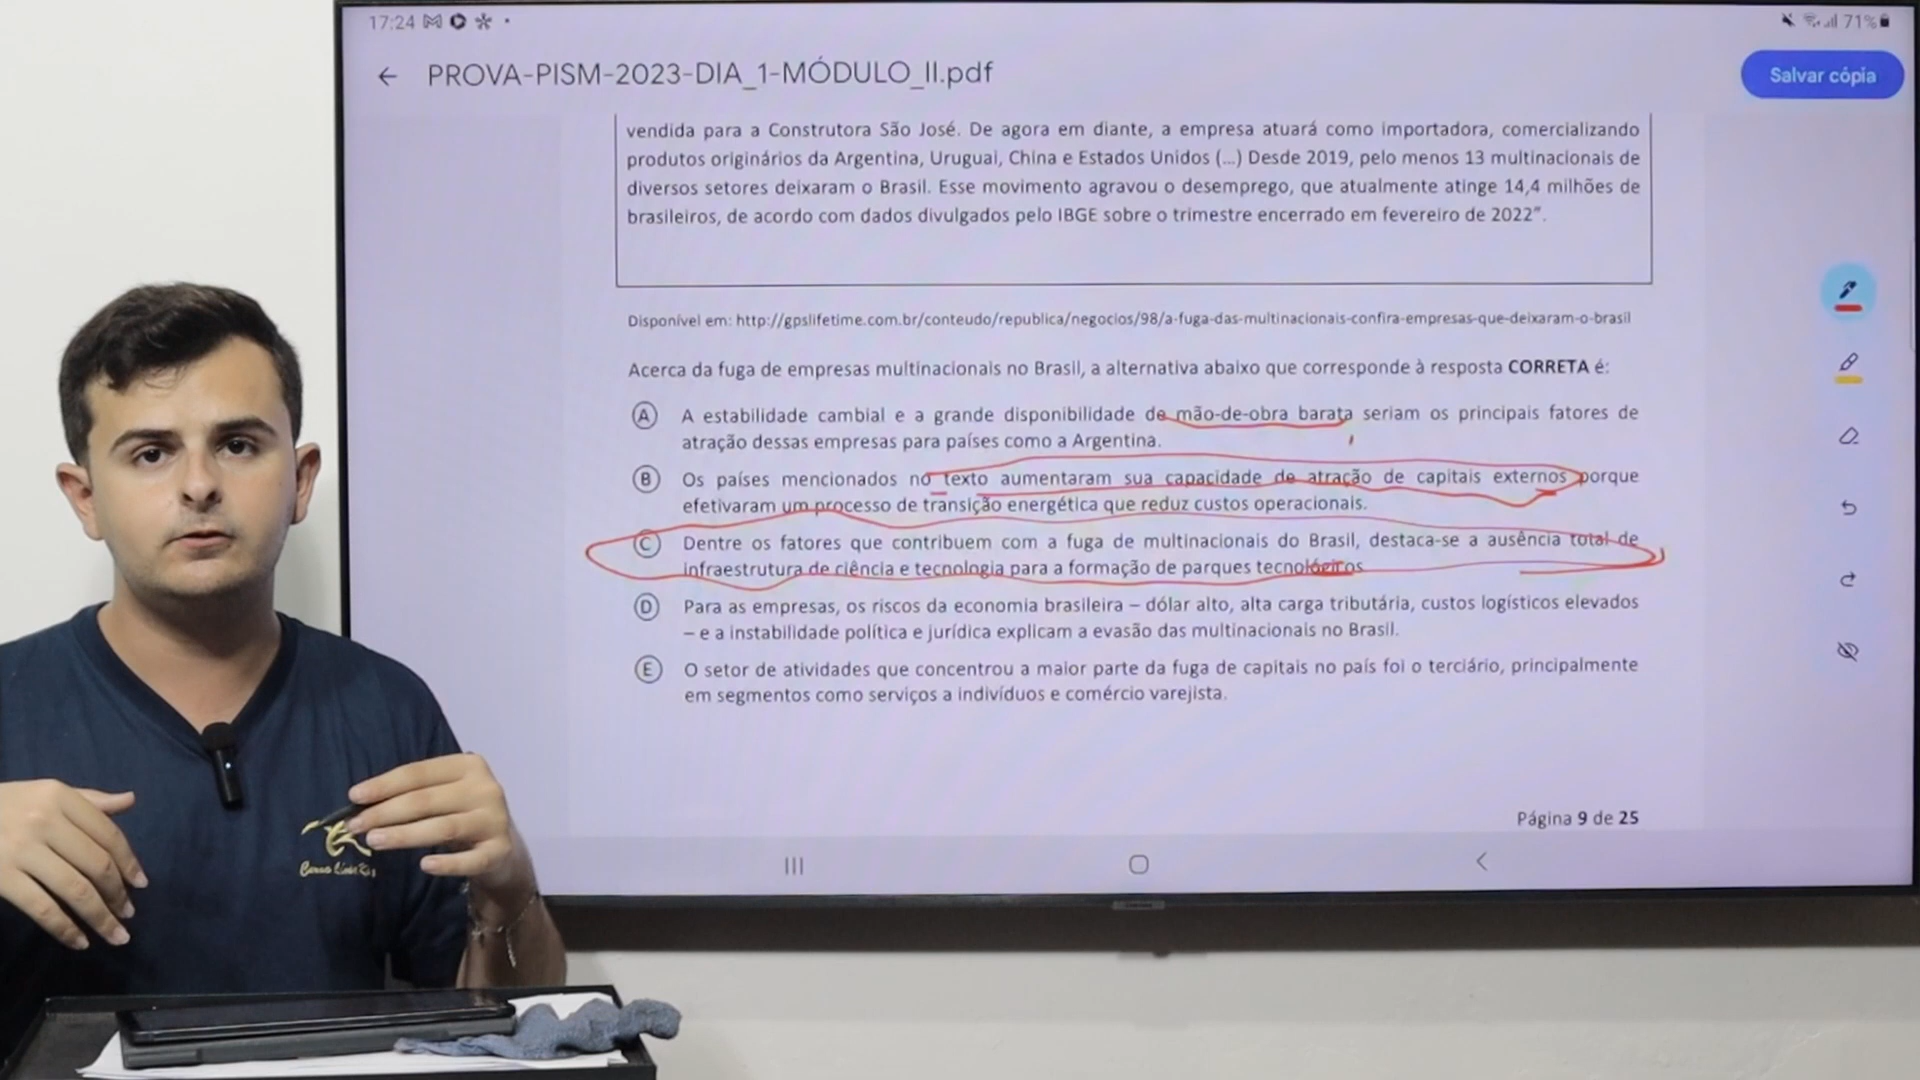 17:24
71%
PROVA-PISM-2023-DIA_1-MÓDULO_II.pdf
Salvar cópia
vendida para a Construtora São José. De agora em diante, a empresa atuará como importadora, comercializando
produtos originários da Argentina, Uruguai, China e Estados Unidos (...) Desde 2019, pelo menos 13 multinacionais de
diversos setores deixaram o Brasil. Esse movimento agravou o desemprego, que atualmente atinge 14,4 milhões de
brasileiros, de acordo com dados divulgados pelo IBGE sobre o trimestre encerrado em fevereiro de 2022".
Disponível em: http://gpslifetime.com.br/conteudo/republica/negocios/98/a-fuga-das-multinacionais-confira-empresas-que-deixaram-o-brasil
Acerca da fuga de empresas multinacionais no Brasil, a alternativa abaixo que corresponde à resposta CORRETA é:
A A estabilidade cambial e a grande disponibilidade de mão-de-obra barata seriam os principais fatores de
atração dessas empresas para países como a Argentina.
B Os países mencionados no texto aumentaram sua capacidade de atração de capitais externos porque
efetivaram um processo de transição energética que reduz custos operacionais.
C Dentre os fatores que contribuem com a fuga de multinacionais do Brasil, destaca-se a ausência total de
infraestrutura de ciência e tecnologia para a formação de parques tecnológicos
D Para as empresas, os riscos da economia brasileira – dólar alto, alta carga tributária, custos logísticos elevados
– e a instabilidade política e jurídica explicam a evasão das multinacionais no Brasil.
E O setor de atividades que concentrou a maior parte da fuga de capitais no país foi o terciário, principalmente
em segmentos como serviços a indivíduos e comércio varejista.
Página 9 de 25